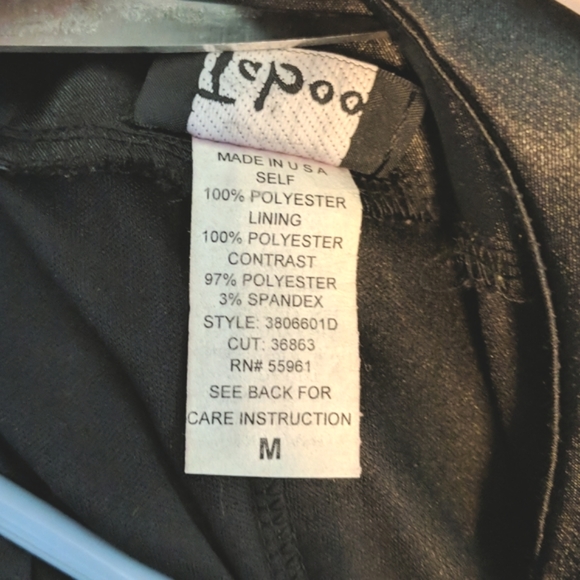 MADE IN U S A
SELF
100% POLYESTER
LINING
100% POLYESTER
CONTRAST
97% POLYESTER
3% SPANDEX
STYLE: 3806601D
CUT: 36863
RN# 55961
SEE BACK FOR
CARE INSTRUCTION
M